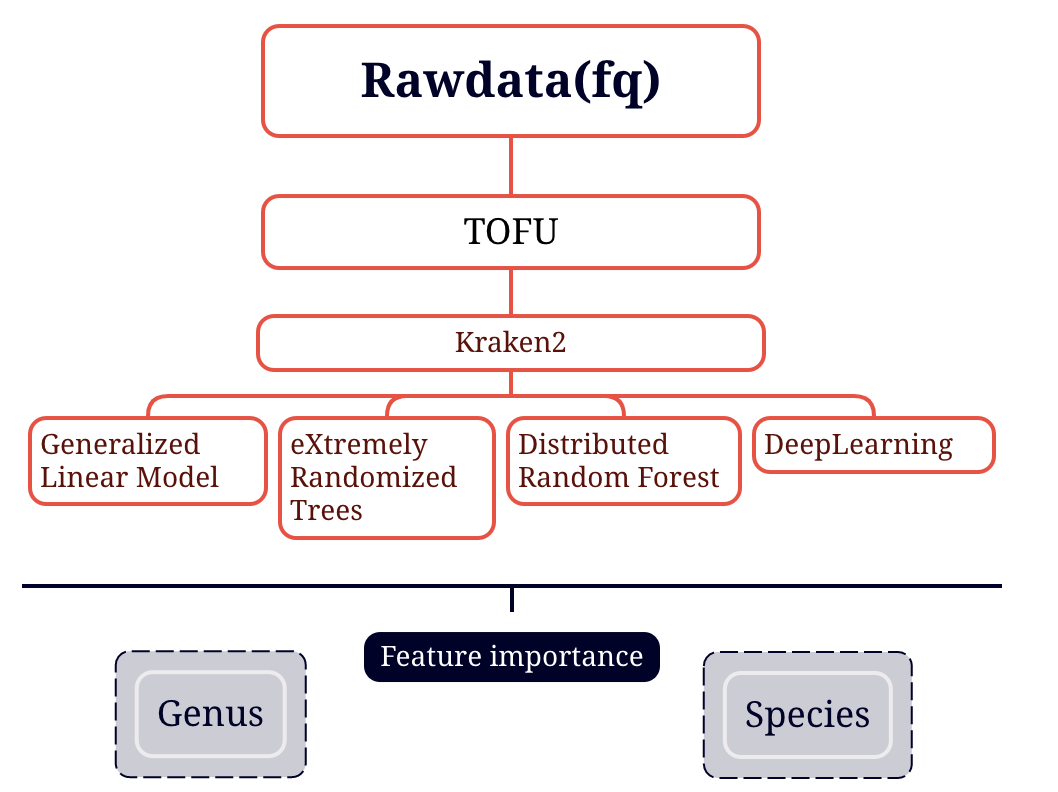 Rawdata(fq)
TOFU
Kraken2
Generalized
Linear Model
eXtremely
Randomized
Trees
Distributed
Random Forest
DeepLearning
Feature importance
Genus
Species